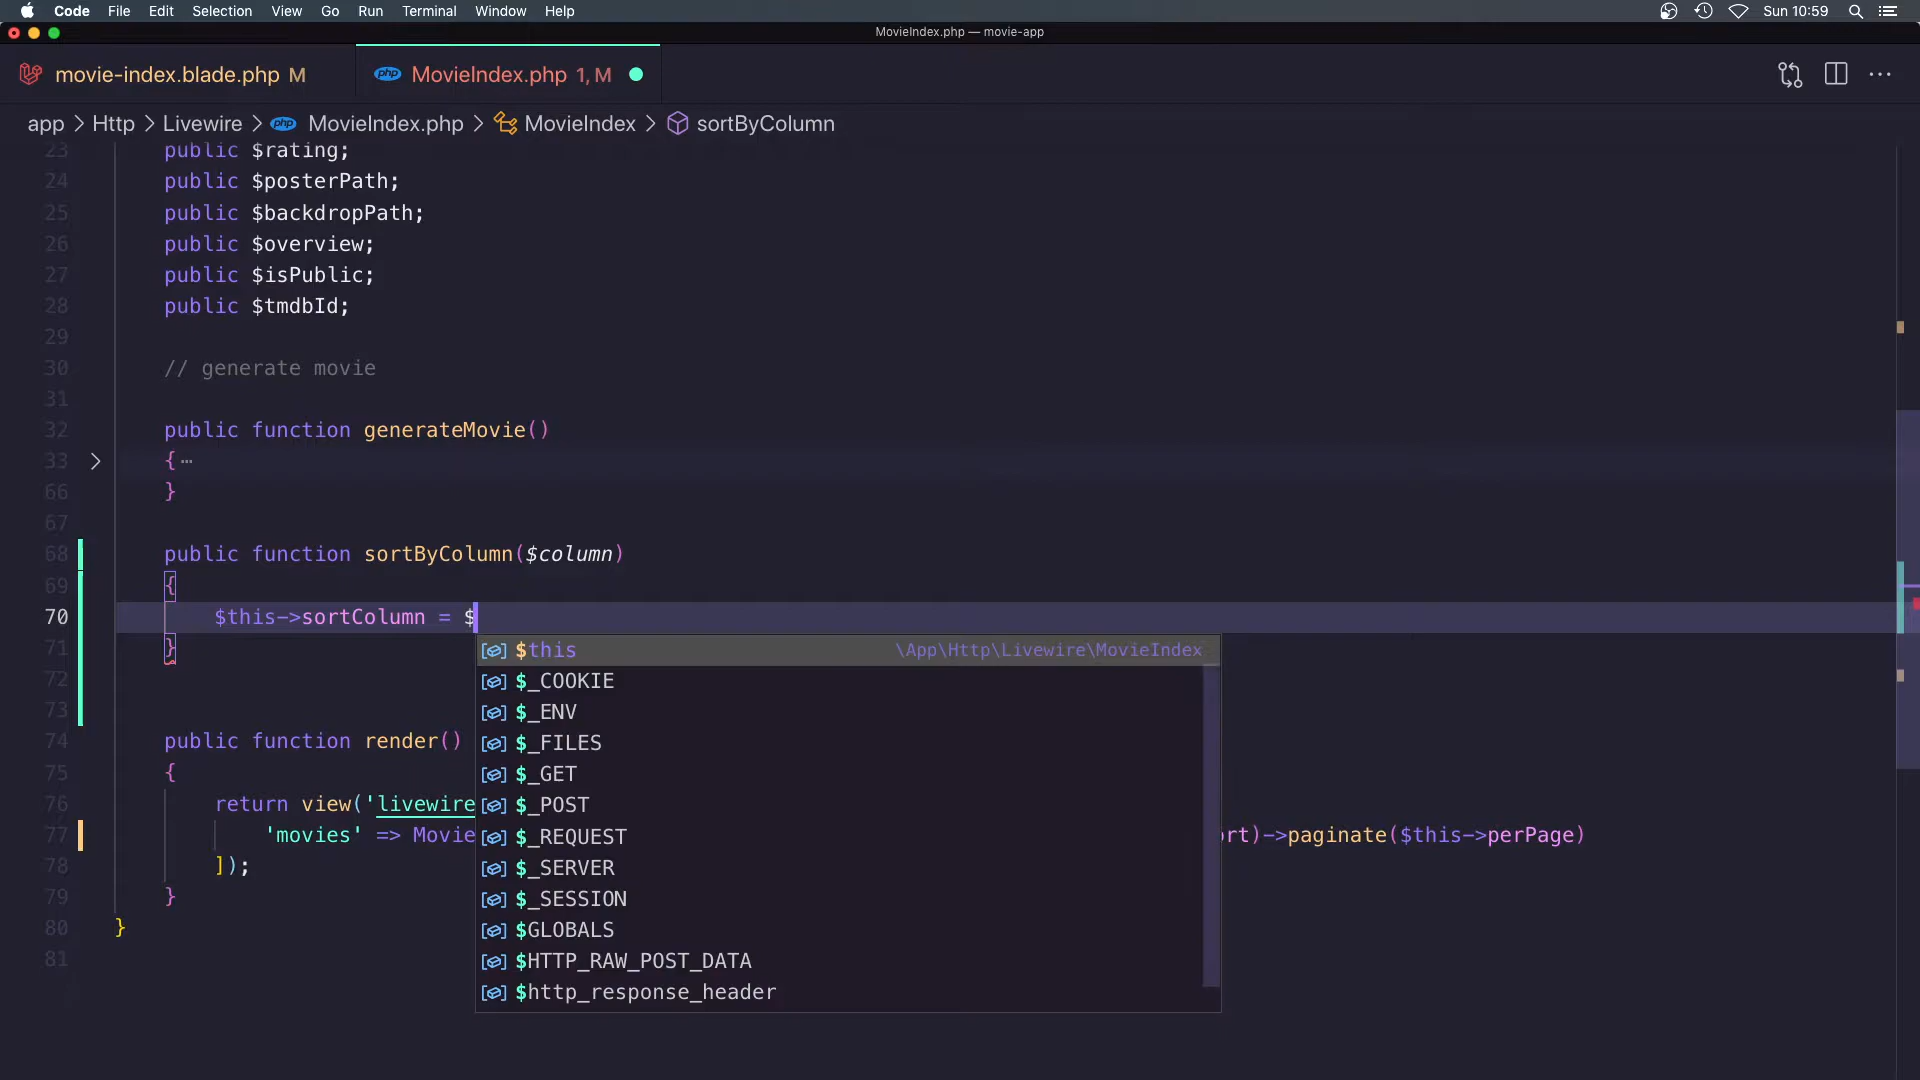 Code File Edit Selection View Go Run Terminal Window Help Sun 10:59
MovieIndex.php — movie-app
movie-index.blade.php M MovieIndex.php 1, M
app > Http > Livewire > php MovieIndex.php > MovieIndex > sortByColumn
23 public $rating;
24 public $posterPath;
25 public $backdropPath;
26 public $overview;
27 public $isPublic;
28 public $tmdbId;
29
30 // generate movie
31
32 public function generateMovie()
33 { ⋯
66 }
67
68 public function sortByColumn($column)
69 {
70 $this->sortColumn = $
71 }
$this \App\Http\Livewire\MovieIndex
$_COOKIE
$_ENV
$_FILES
$_GET
$_POST
$_REQUEST
$_SERVER
$_SESSION
$GLOBALS
$HTTP_RAW_POST_DATA
$http_response_header
72
73
74 public function render()
75 {
76 return view('livewire
77 'movies' => Movie rt)->paginate($this->perPage)
78 ]);
79 }
80 }
81